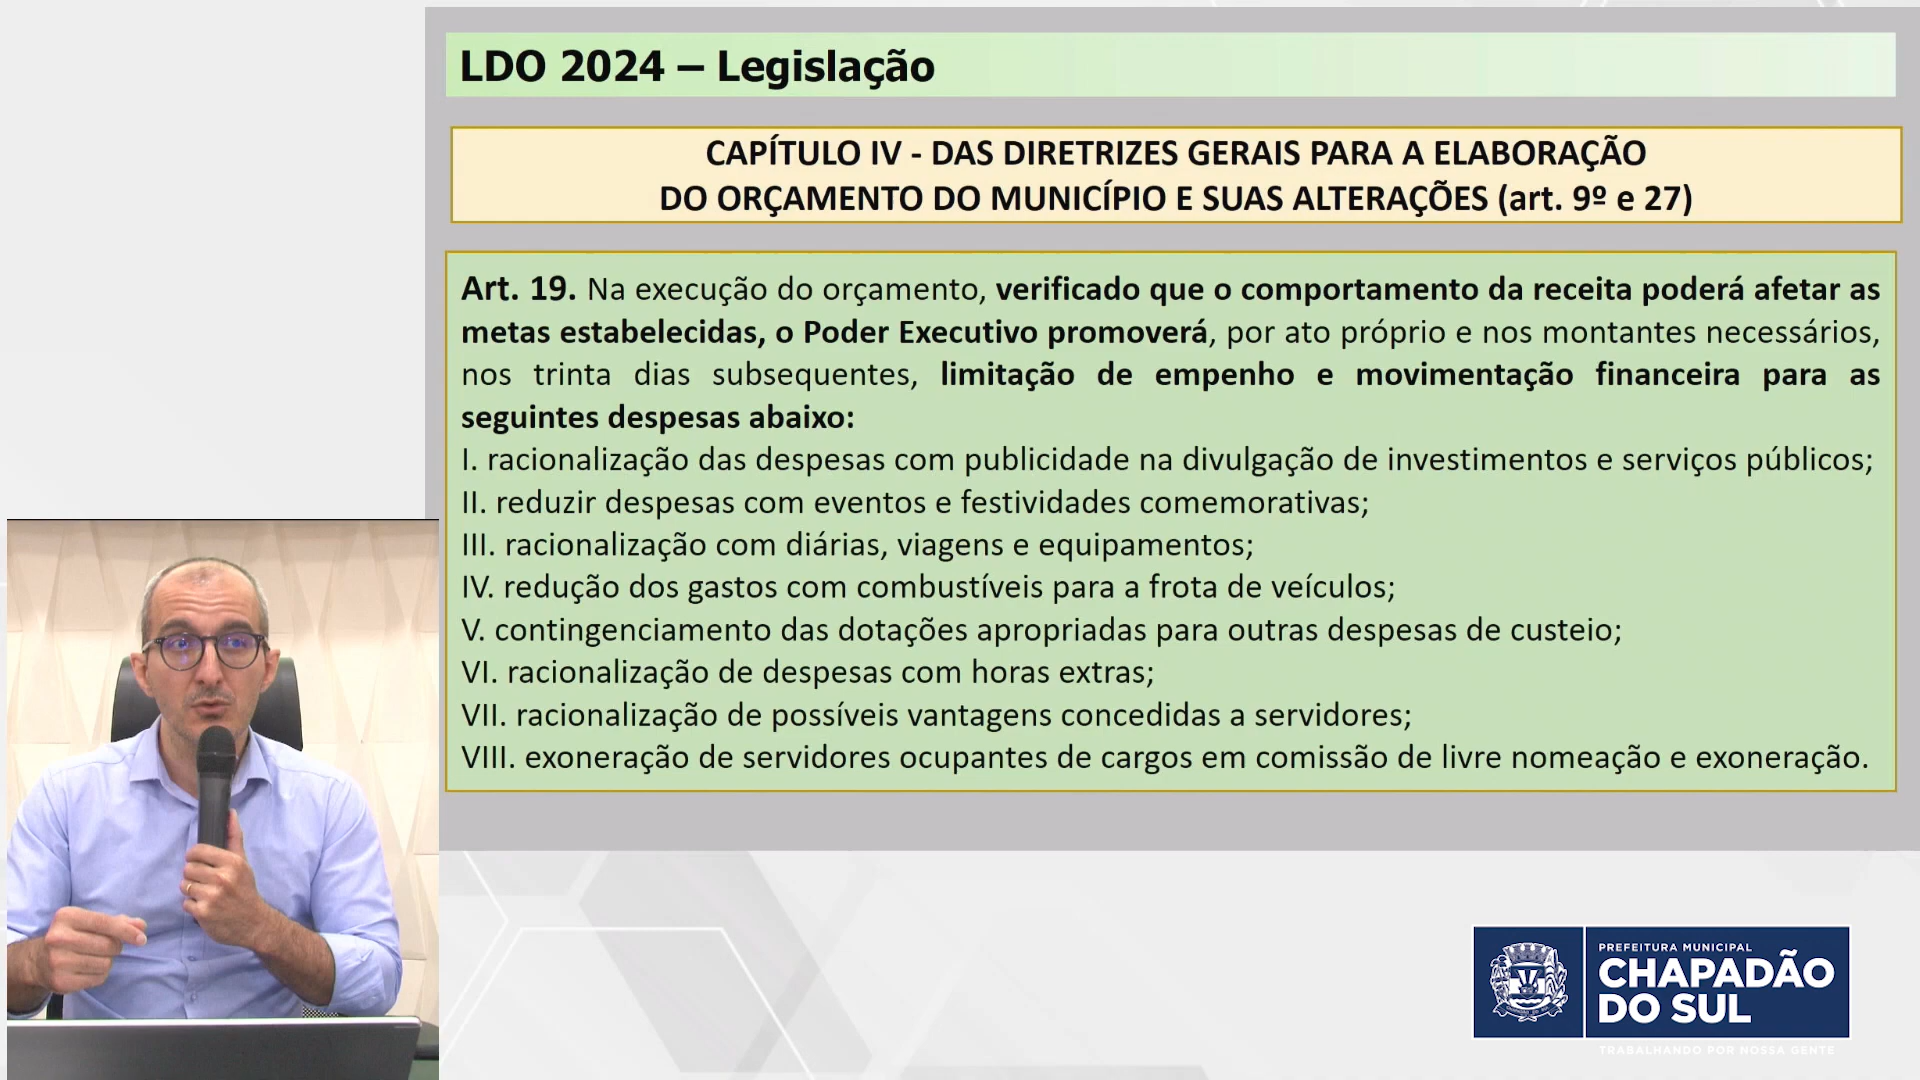 LDO 2024 – Legislação
CAPÍTULO IV - DAS DIRETRIZES GERAIS PARA A ELABORAÇÃO
DO ORÇAMENTO DO MUNICÍPIO E SUAS ALTERAÇÕES (art. 9º e 27)
Art. 19. Na execução do orçamento, verificado que o comportamento da receita poderá afetar as
metas estabelecidas, o Poder Executivo promoverá, por ato próprio e nos montantes necessários,
nos trinta dias subsequentes, limitação de empenho e movimentação financeira para as
seguintes despesas abaixo:
I. racionalização das despesas com publicidade na divulgação de investimentos e serviços públicos;
II. reduzir despesas com eventos e festividades comemorativas;
III. racionalização com diárias, viagens e equipamentos;
IV. redução dos gastos com combustíveis para a frota de veículos;
V. contingenciamento das dotações apropriadas para outras despesas de custeio;
VI. racionalização de despesas com horas extras;
VII. racionalização de possíveis vantagens concedidas a servidores;
VIII. exoneração de servidores ocupantes de cargos em comissão de livre nomeação e exoneração.
PREFEITURA MUNICIPAL
CHAPADÃO
DO SUL
TRABALHANDO POR NOSSA GENTE